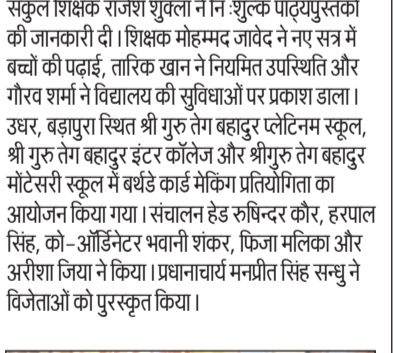 संकुल शिक्षक राजेश शुक्ला ने निःशुल्क पाठ्यपुस्तकों
की जानकारी दी। शिक्षक मोहम्मद जावेद ने नए सत्र में
बच्चों की पढ़ाई, तारिक खान ने नियमित उपस्थिति और
गौरव शर्मा ने विद्यालय की सुविधाओं पर प्रकाश डाला।
उधर, बड़ापुरा स्थित श्री गुरु तेग बहादुर प्लेटिनम स्कूल,
श्री गुरु तेग बहादुर इंटर कॉलेज और श्रीगुरु तेग बहादुर
मोंटेसरी स्कूल में बर्थडे कार्ड मेकिंग प्रतियोगिता का
आयोजन किया गया। संचालन हेड रुषिन्दर कौर, हरपाल
सिंह, को-ऑर्डिनेटर भवानी शंकर, फिजा मलिका और
अरीशा जिया ने किया। प्रधानाचार्य मनप्रीत सिंह सन्धु ने
विजेताओं को पुरस्कृत किया।